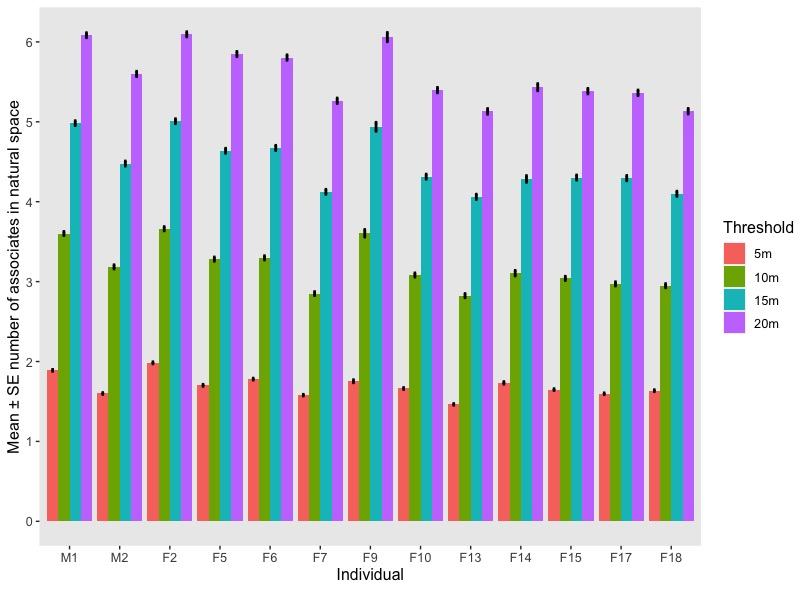 Mean ± SE number of associates in natural space
6
5
4
3
2
1
0
M1 M2 F2 F5 F6 F7 F9 F10 F13 F14 F15 F17 F18
Individual
Threshold
5m
10m
15m
20m